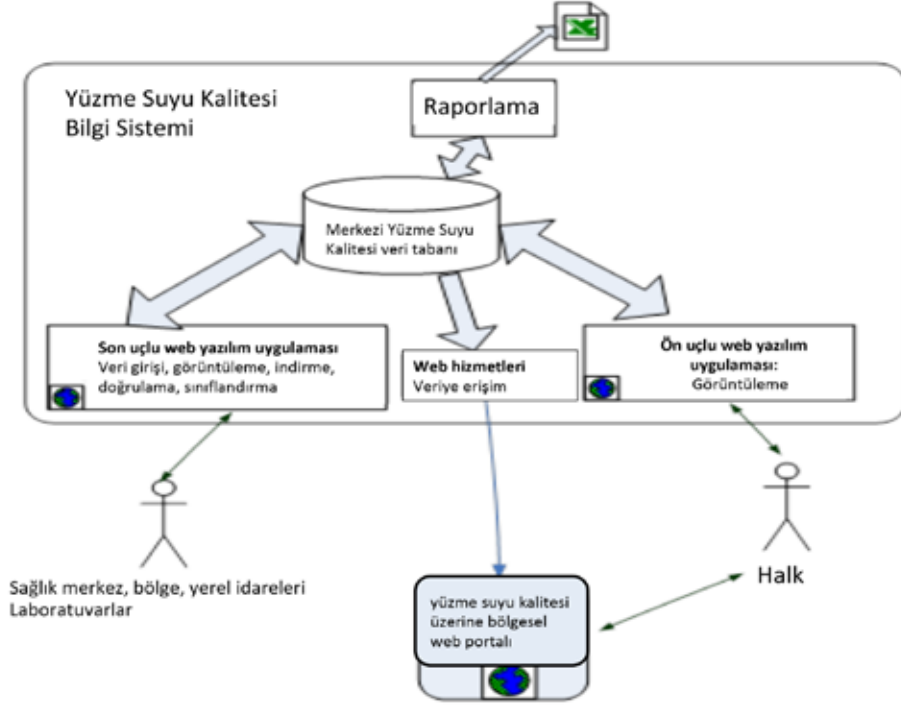 Yüzme Suyu Kalitesi
Bilgi Sistemi
Raporlama
Merkezi Yüzme Suyu
Kalitesi veri tabanı
Son uçlu web yazılım uygulaması
Veri girişi, görüntüleme, indirme,
doğrulama, sınıflandırma
Web hizmetleri
Veriye erişim
Ön uçlu web yazılım
uygulaması:
Görüntüleme
Sağlık merkez, bölge, yerel idareleri
Laboratuvarlar
Halk
yüzme suyu kalitesi
üzerine bölgesel
web portalı